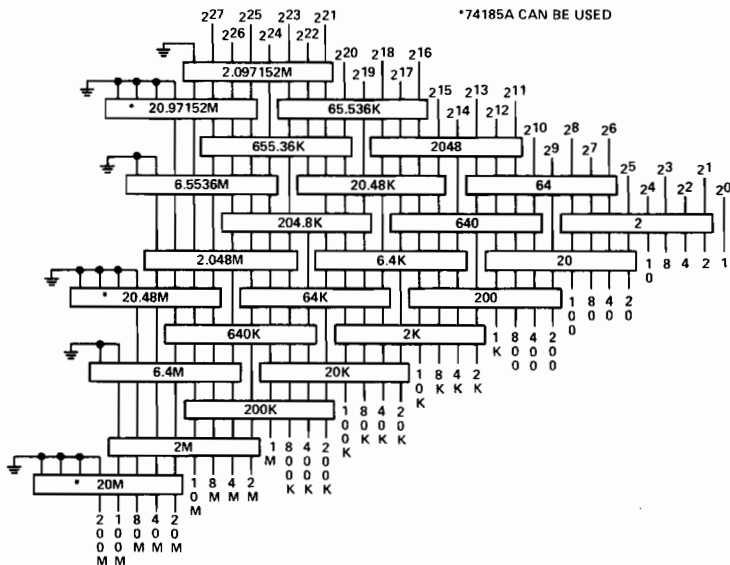 *74185A CAN BE USED
2^27 2^25 2^23 2^21
2^26 2^24 2^22
2^20 2^18 2^16
2^19 2^17
2.097152M
2^15 2^13 2^11
2^14 2^12
* 20.97152M 65.536K
2^10 2^8 2^6
2^9 2^7
655.36K 2048
2^5 2^3 2^1
2^4 2^2 2^0
6.5536M 20.48K 64
204.8K 640 2
2.048M 6.4K 20
10 8 4 2 1
* 20.48M 64K 200
100 80 40 20
640K 2K
1K 800 400 200
6.4M 20K
10K 8K 4K 2K
200K
100K 80K 40K 20K
2M
1M 800K 400K 200K
* 20M
10M 8M 4M 2M
200M 100M 80M 40M 20M